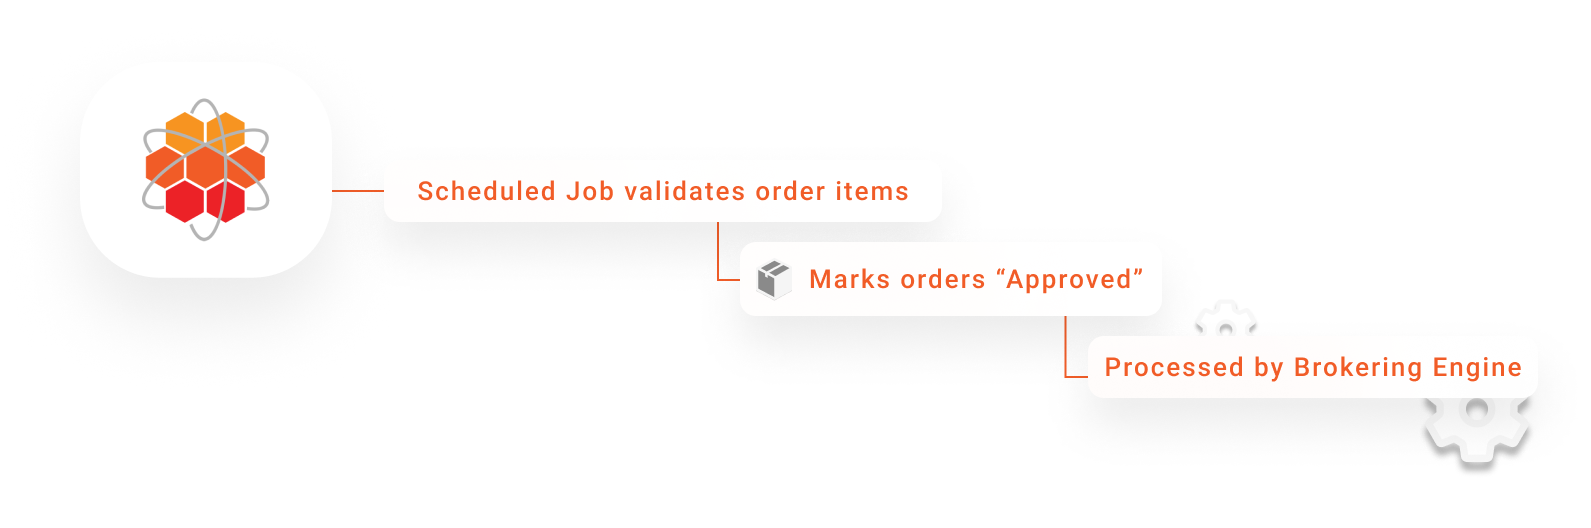 Scheduled Job validates order items
Marks orders “Approved”
Processed by Brokering Engine